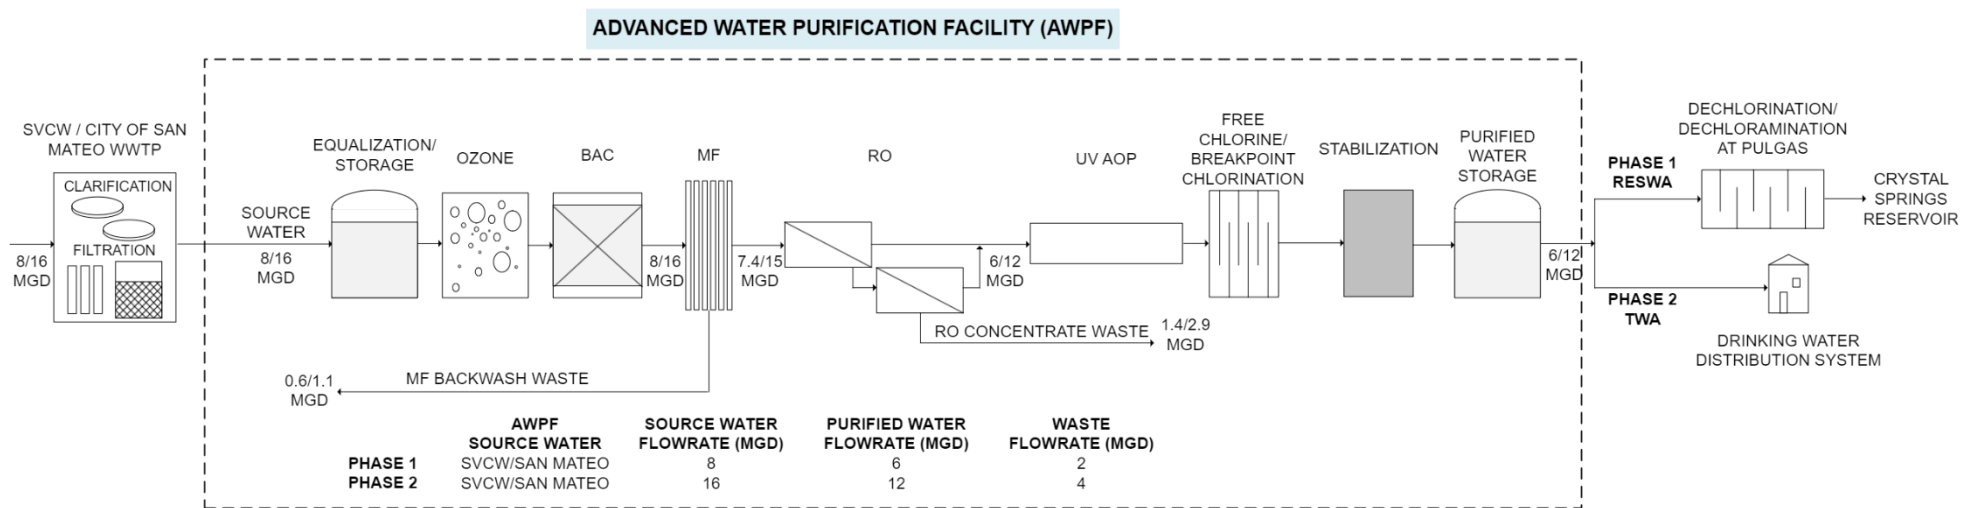 ADVANCED WATER PURIFICATION FACILITY (AWPF)
SVCW / CITY OF SAN
MATEO WWTP
CLARIFICATION
FILTRATION
8/16
MGD
SOURCE
WATER
8/16
MGD
EQUALIZATION/
STORAGE
OZONE
BAC
8/16
MGD
MF
7.4/15
MGD
RO
6/12
MGD
UV AOP
FREE
CHLORINE/
BREAKPOINT
CHLORINATION
STABILIZATION
PURIFIED
WATER
STORAGE
6/12
MGD
PHASE 1
RESWA
DECHLORINATION/
DECHLORAMINATION
AT PULGAS
CRYSTAL
SPRINGS
RESERVOIR
PHASE 2
TWA
DRINKING WATER
DISTRIBUTION SYSTEM
RO CONCENTRATE WASTE
1.4/2.9
MGD
MF BACKWASH WASTE
0.6/1.1
MGD
AWPF SOURCE WATER PURIFIED WATER WASTE
SOURCE WATER FLOWRATE (MGD) FLOWRATE (MGD) FLOWRATE (MGD)
PHASE 1 SVCW/SAN MATEO 8 6 2
PHASE 2 SVCW/SAN MATEO 16 12 4